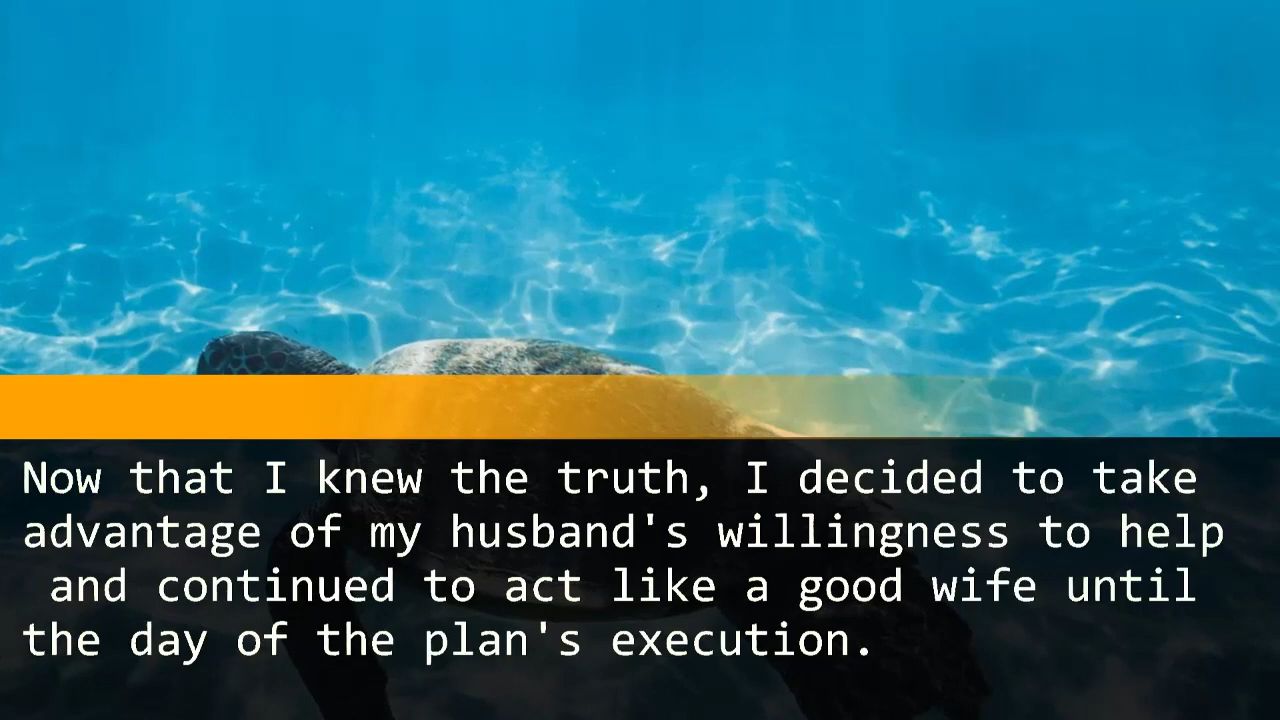 Now that I knew the truth, I decided to take
advantage of my husband's willingness to help
and continued to act like a good wife until
the day of the plan's execution.